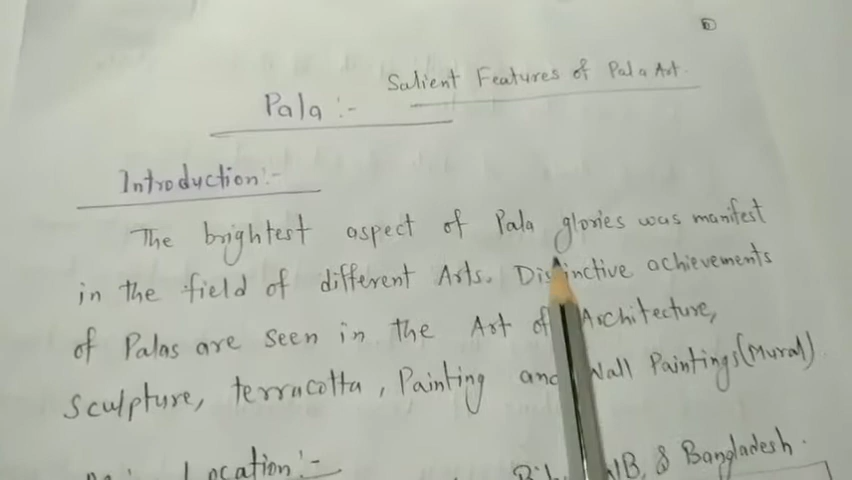 Salient Features of Pala Art.
Pala :-
Introduction:-
The brightest aspect of Pala glories was manifest
in the field of different Arts. Distinctive achievements
of Palas are seen in the Art of Architecture,
Sculpture, terracotta, Painting and Wall Paintings (Mural)
Location:- WB, & Bangladesh.